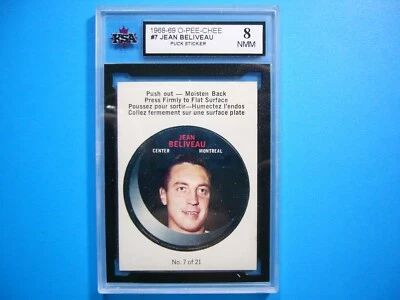 KSA
1968-69 O-PEE-CHEE
#7 JEAN BELIVEAU
PUCK STICKER
8
NMM
Push out — Moisten Back
Press Firmly to Flat Surface
Poussez pour sortir—Humectez l'endos
Collez fermement sur une surface plate
JEAN
BELIVEAU
CENTER MONTREAL
No. 7 of 21